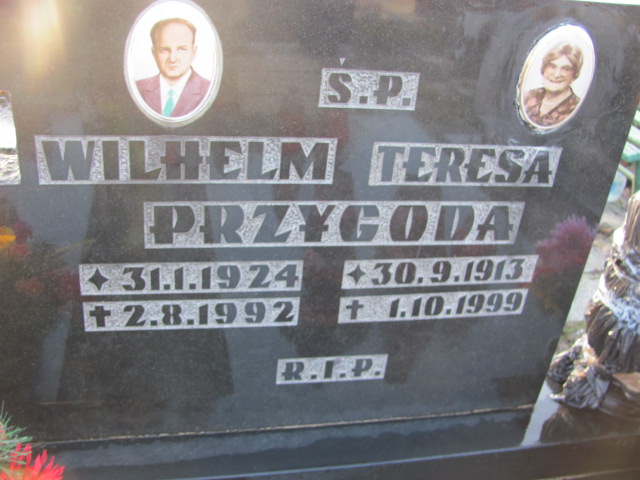 Ś.P.
WILHELM TERESA
PRZYGODA
✦ 31.1.1924 ✦ 30.9.1913
✝ 2.8.1992 ✝ 1.10.1999
R.I.P.